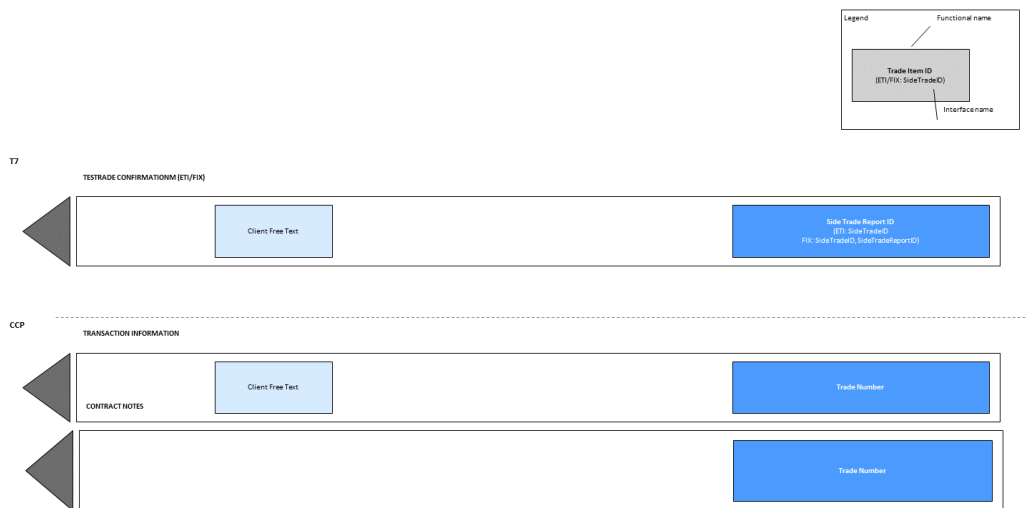 Legend
Functional name
Trade Item ID
(ETI/FIX: SideTradeID)
Interface name
T7
TESTRADE CONFIRMATIONM (ETI/FIX)
Client Free Text
Side Trade Report ID
(ETI: SideTradeID
FIX: SideTradeID, SideTradeReportID)
CCP
TRANSACTION INFORMATION
Client Free Text
Trade Number
CONTRACT NOTES
Trade Number